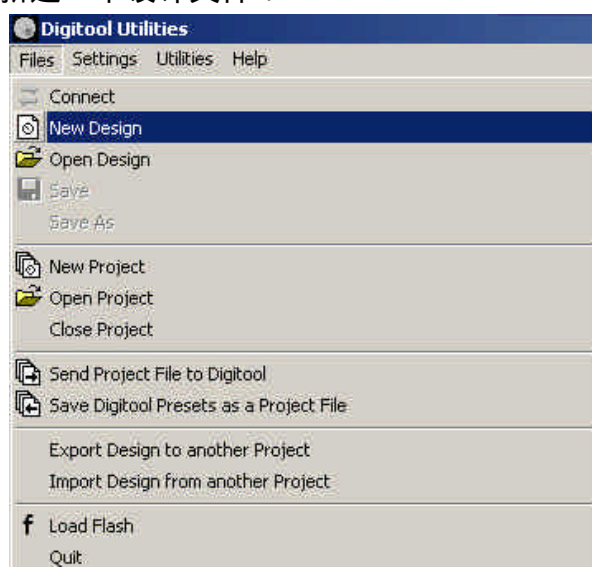 Digitool Utilities
Files Settings Utilities Help
Connect
New Design
Open Design
Save
Save As
New Project
Open Project
Close Project
Send Project File to Digitool
Save Digitool Presets as a Project File
Export Design to another Project
Import Design from another Project
f Load Flash
Quit